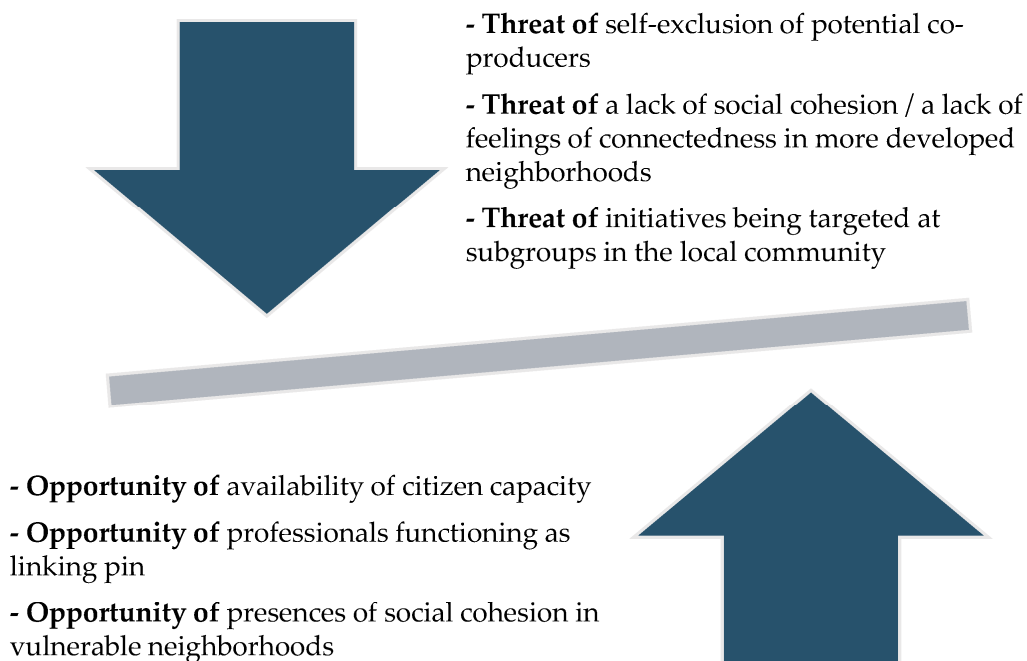 - Threat of self-exclusion of potential co-
producers
- Threat of a lack of social cohesion / a lack of
feelings of connectedness in more developed
neighborhoods
- Threat of initiatives being targeted at
subgroups in the local community
- Opportunity of availability of citizen capacity
- Opportunity of professionals functioning as
linking pin
- Opportunity of presences of social cohesion in
vulnerable neighborhoods